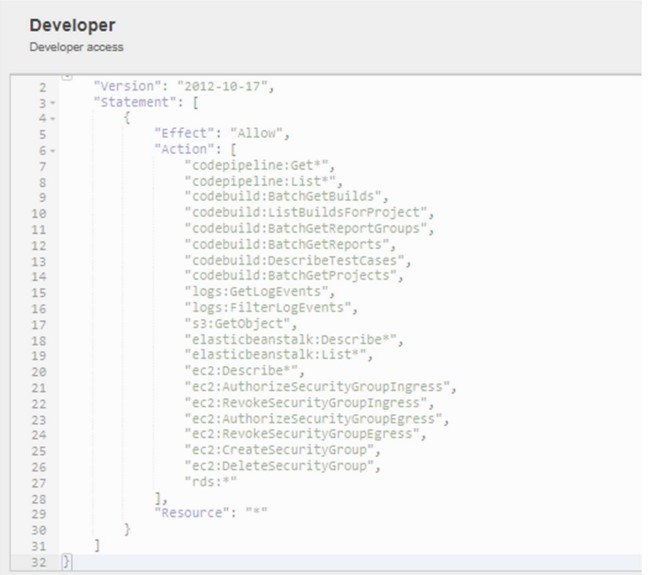 Developer
Developer access
2 "Version": "2012-10-17",
3 "Statement": [
4 {
5 "Effect": "Allow",
6 "Action": [
7 "codepipeline:Get*",
8 "codepipeline:List*",
9 "codebuild:BatchGetBuilds",
10 "codebuild:ListBuildsForProject",
11 "codebuild:BatchGetReportGroups",
12 "codebuild:BatchGetReports",
13 "codebuild:DescribeTestCases",
14 "codebuild:BatchGetProjects",
15 "logs:GetLogEvents",
16 "logs:FilterLogEvents",
17 "s3:GetObject",
18 "elasticbeanstalk:Describe*",
19 "elasticbeanstalk:List*",
20 "ec2:Describe*",
21 "ec2:AuthorizeSecurityGroupIngress",
22 "ec2:RevokeSecurityGroupIngress",
23 "ec2:AuthorizeSecurityGroupEgress",
24 "ec2:RevokeSecurityGroupEgress",
25 "ec2:CreateSecurityGroup",
26 "ec2:DeleteSecurityGroup",
27 "rds:*"
28 ],
29 "Resource": "*"
30 }
31 ]
32 }